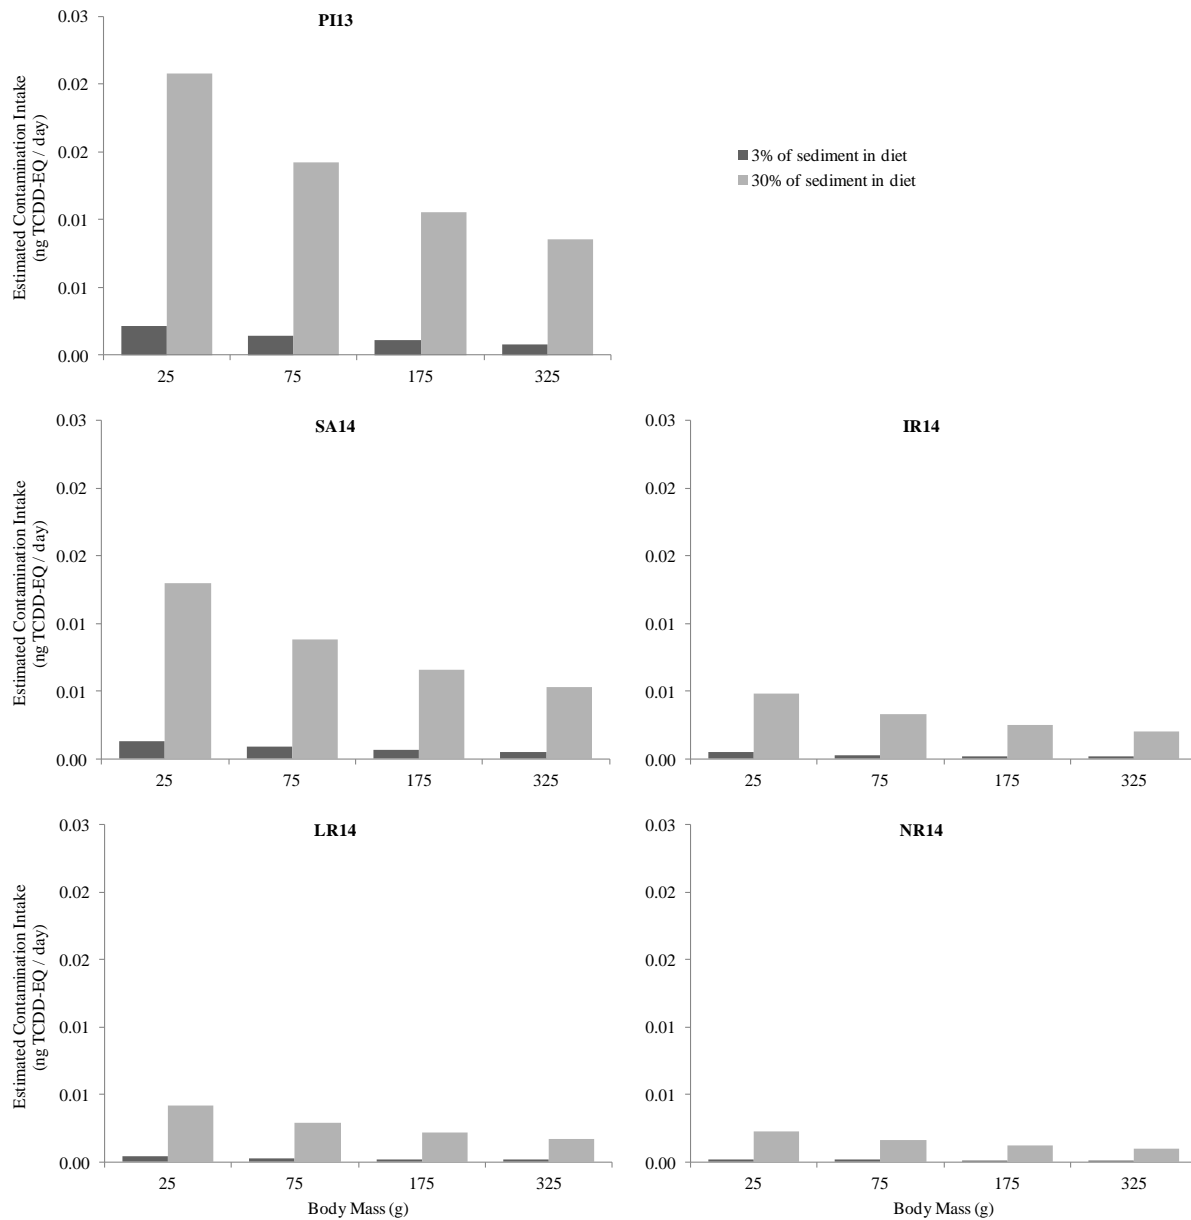 PI13
Estimated Contamination Intake
(ng TCDD-EQ / day)
0.03
0.02
0.02
0.01
0.01
0.00
25 75 175 325
3% of sediment in diet
30% of sediment in diet
SA14
Estimated Contamination Intake
(ng TCDD-EQ / day)
0.03
0.02
0.02
0.01
0.01
0.00
25 75 175 325
IR14
0.03
0.02
0.02
0.01
0.01
0.00
25 75 175 325
LR14
Estimated Contamination Intake
(ng TCDD-EQ / day)
0.03
0.02
0.02
0.01
0.01
0.00
25 75 175 325
Body Mass (g)
NR14
0.03
0.02
0.02
0.01
0.01
0.00
25 75 175 325
Body Mass (g)